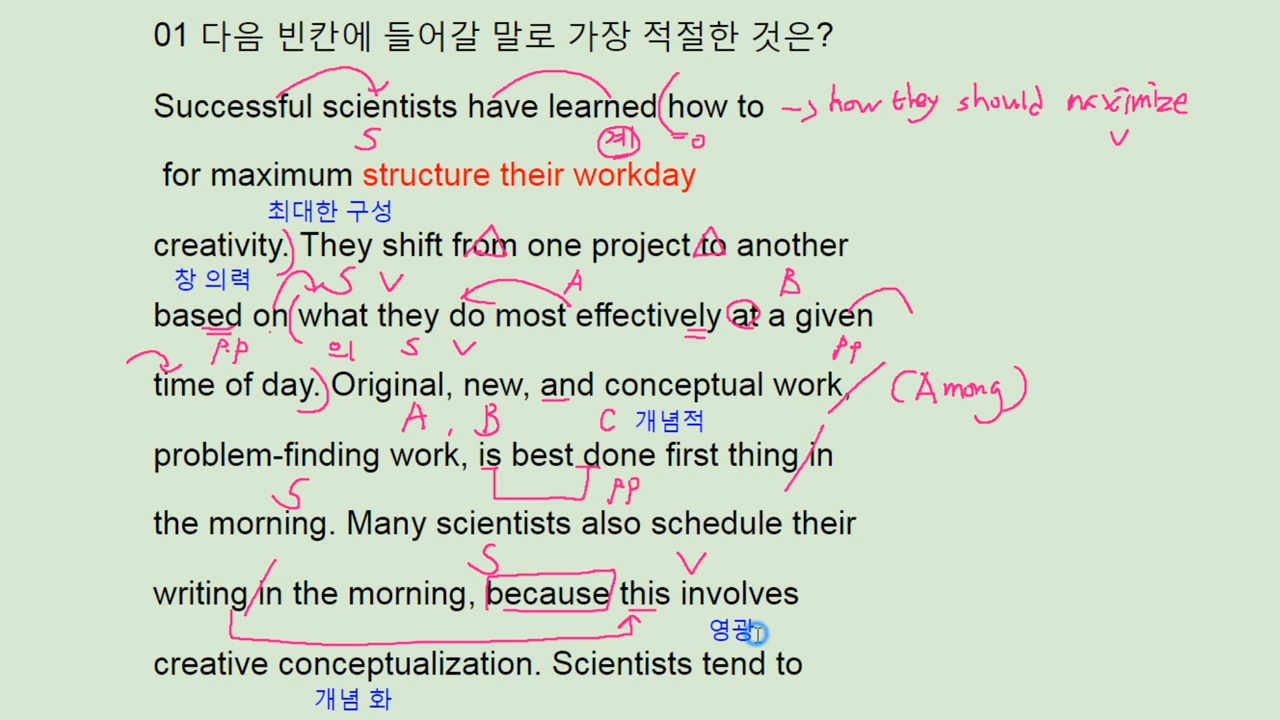 01 다음 빈칸에 들어갈 말로 가장 적절한 것은?
Successful scientists have learned how to → how they should maximize
S 계 =o V
for maximum structure their workday
최대한 구성
creativity. They shift from one project to another
창 의력 S V A B
based on what they do most effectively at a given
P.P 의 S V PP
time of day. Original, new, and conceptual work, (Among)
A , B C 개념적
problem-finding work, is best done first thing in
S PP
the morning. Many scientists also schedule their
S V
writing in the morning, because this involves
영광
creative conceptualization. Scientists tend to
개념 화